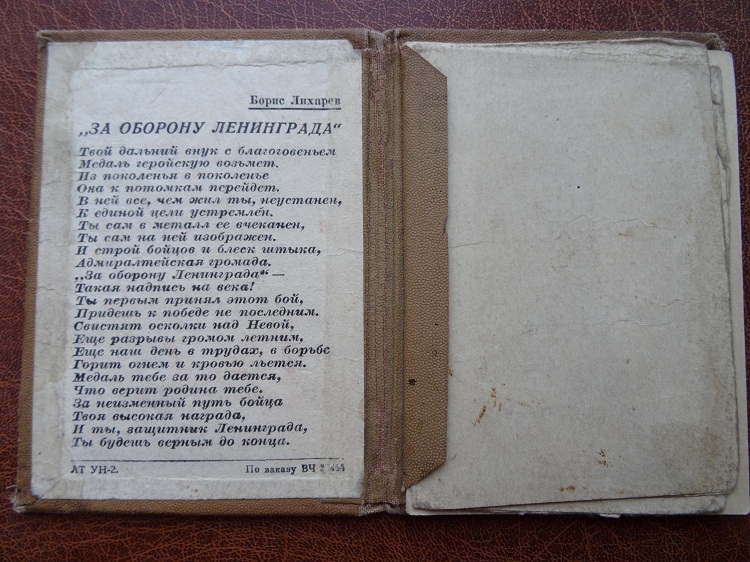 Борис Лихарев
„ЗА ОБОРОНУ ЛЕНИНГРАДА“
Твой дальний внук с благоговеньем
Медаль геройскую возьмет.
Из поколенья в поколенье
Она к потомкам перейдет.
В ней все, чем жил ты, неустанен,
К единой цели устремлен.
Ты сам в металл ее вчеканен,
Ты сам на ней изображен.
И строй бойцов и блеск штыка,
Адмиралтейская громада.
„За оборону Ленинграда“ —
Такая надпись на века!
Ты первым принял этот бой,
Придешь к победе не последним.
Свистят осколки над Невой,
Еще разрывы громом летним,
Еще наш день в трудах, в борьбе
Горит огнем и кровью льется.
Медаль тебе за то дается,
Что верит родина тебе.
За неизменный путь бойца
Твоя высокая награда,
И ты, защитник Ленинграда,
Ты будешь верным до конца.
АТ УН-2. По заказу ВЧ